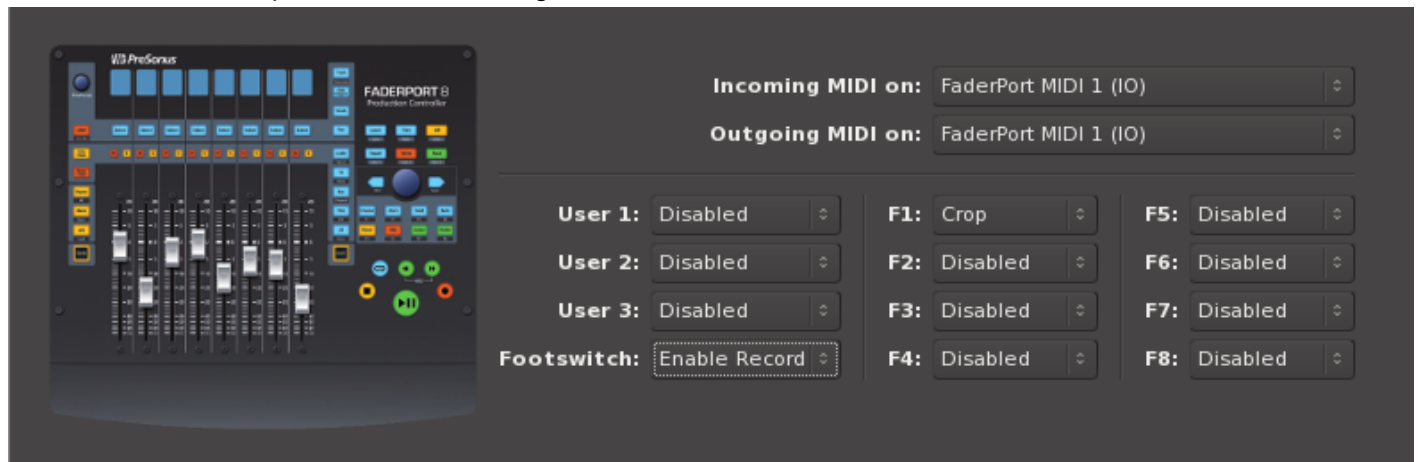 PreSonus
FADERPORT 8
Production Controller
Incoming MIDI on: FaderPort MIDI 1 (IO)
Outgoing MIDI on: FaderPort MIDI 1 (IO)
User 1: Disabled F1: Crop F5: Disabled
User 2: Disabled F2: Disabled F6: Disabled
User 3: Disabled F3: Disabled F7: Disabled
Footswitch: Enable Record F4: Disabled F8: Disabled